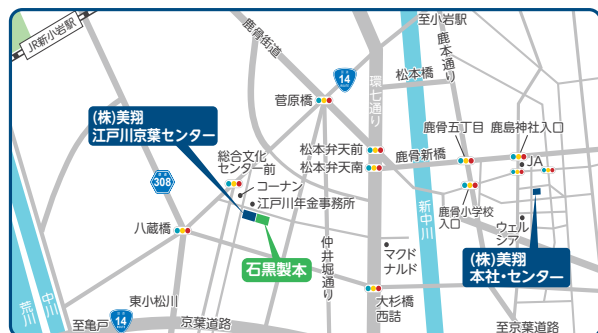 至小岩駅
JR新小岩駅
鹿骨街道
鹿本通り
環七通り
国道
14
ROUTE
松本橋
菅原橋
(株)美翔
江戸川京葉センター
松本弁天前
鹿骨五丁目
鹿島神社入口
総合文化
センター前
松本弁天南
鹿骨新橋
JA
308
コーナン
江戸川年金事務所
新中川
鹿骨小学校
入口
八蔵橋
仲井堀通り
ウェル
シア
マクド
ナルド
石黒製本
(株)美翔
本社・センター
荒川
中川
東小松川
大杉橋
西詰
至亀戸
国道
14
ROUTE
京葉道路
至京葉道路